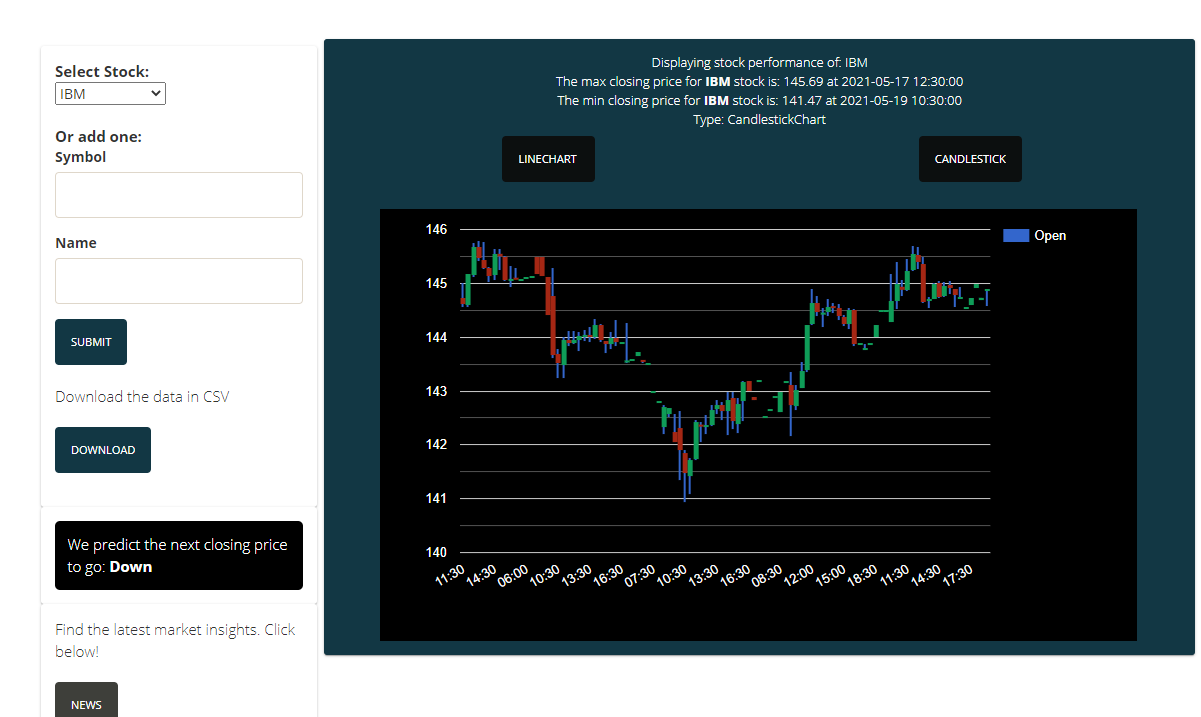 Select Stock:
IBM
Or add one:
Symbol
Name
SUBMIT
Download the data in CSV
DOWNLOAD
We predict the next closing price
to go: Down
Find the latest market insights. Click
below!
NEWS
Displaying stock performance of: IBM
The max closing price for IBM stock is: 145.69 at 2021-05-17 12:30:00
The min closing price for IBM stock is: 141.47 at 2021-05-19 10:30:00
Type: CandlestickChart
LINECHART
CANDLESTICK
Open
146
145
144
143
142
141
140
11:30 14:30 06:00 10:30 13:30 16:30 07:30 10:30 13:30 16:30 08:30 12:00 15:00 18:30 11:30 14:30 17:30